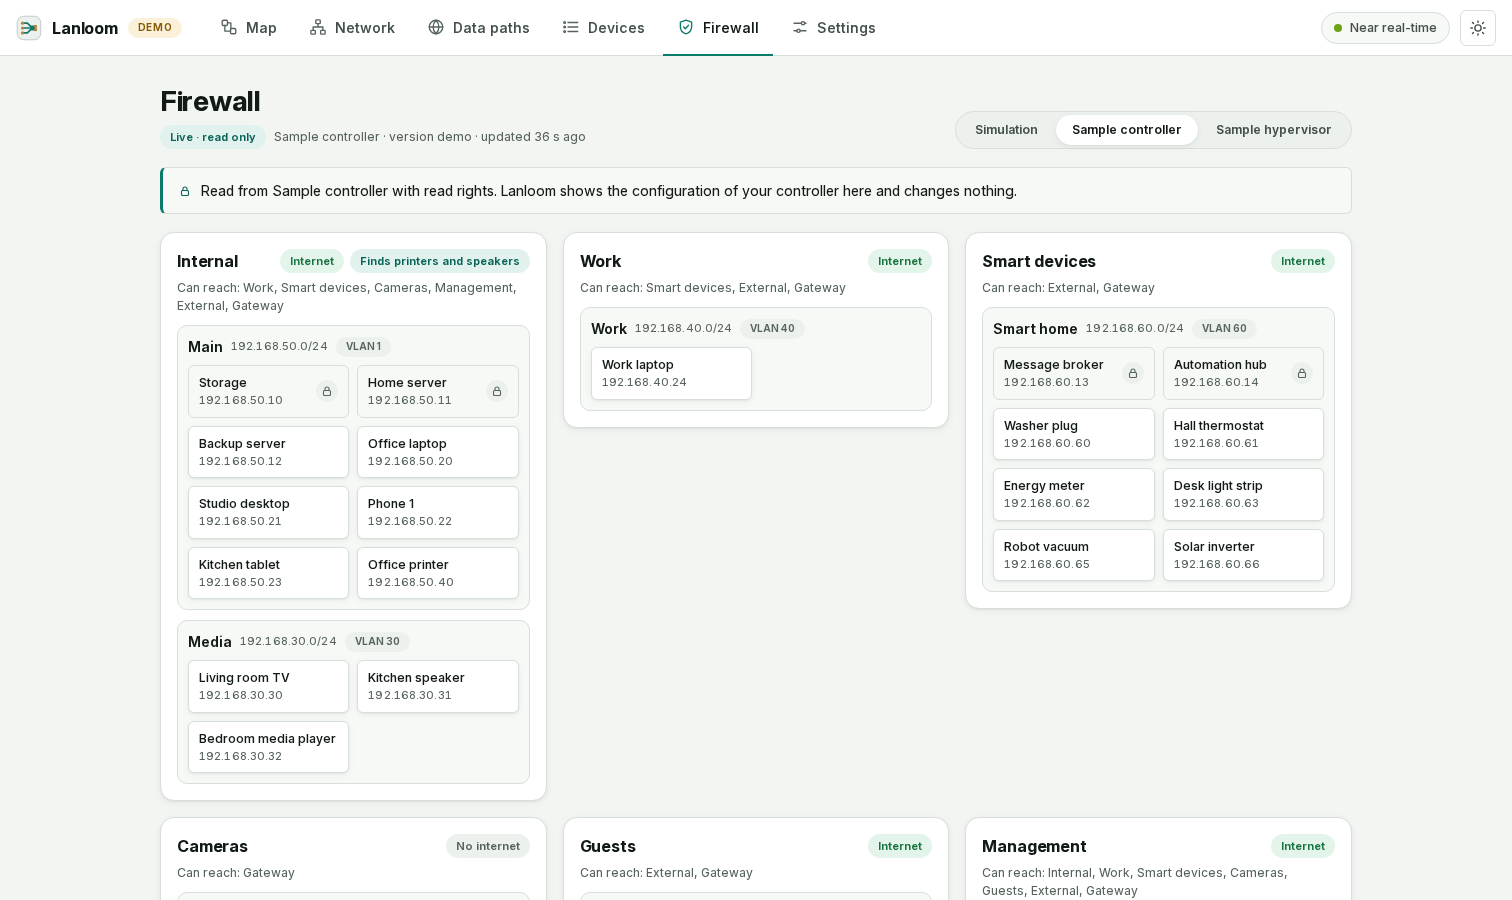 Lanloom DEMO Map Network Data paths Devices Firewall Settings Near real-time
Firewall
Live · read only Sample controller · version demo · updated 36 s ago
Simulation Sample controller Sample hypervisor
Read from Sample controller with read rights. Lanloom shows the configuration of your controller here and changes nothing.
Internal Internet Finds printers and speakers
Can reach: Work, Smart devices, Cameras, Management,
External, Gateway
Main 192.168.50.0/24 VLAN 1
Storage
192.168.50.10
Home server
192.168.50.11
Backup server
192.168.50.12
Office laptop
192.168.50.20
Studio desktop
192.168.50.21
Phone 1
192.168.50.22
Kitchen tablet
192.168.50.23
Office printer
192.168.50.40
Media 192.168.30.0/24 VLAN 30
Living room TV
192.168.30.30
Kitchen speaker
192.168.30.31
Bedroom media player
192.168.30.32
Work Internet
Can reach: Smart devices, External, Gateway
Work 192.168.40.0/24 VLAN 40
Work laptop
192.168.40.24
Smart devices Internet
Can reach: External, Gateway
Smart home 192.168.60.0/24 VLAN 60
Message broker
192.168.60.13
Automation hub
192.168.60.14
Washer plug
192.168.60.60
Hall thermostat
192.168.60.61
Energy meter
192.168.60.62
Desk light strip
192.168.60.63
Robot vacuum
192.168.60.65
Solar inverter
192.168.60.66
Cameras No internet
Can reach: Gateway
Guests Internet
Can reach: External, Gateway
Management Internet
Can reach: Internal, Work, Smart devices, Cameras,
Guests, External, Gateway